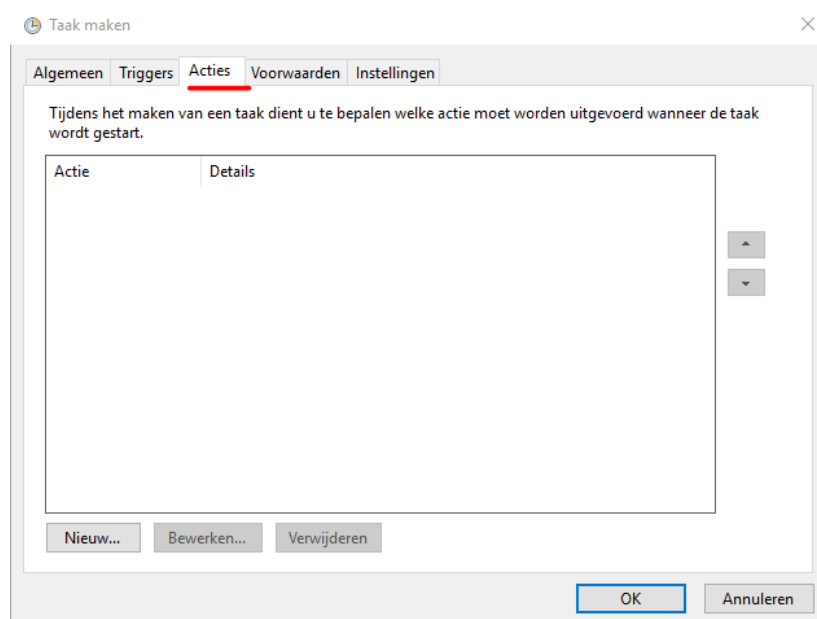 Taak maken
Algemeen Triggers Acties Voorwaarden Instellingen
Tijdens het maken van een taak dient u te bepalen welke actie moet worden uitgevoerd wanneer de taak
wordt gestart.
Actie Details
Nieuw... Bewerken... Verwijderen
OK Annuleren